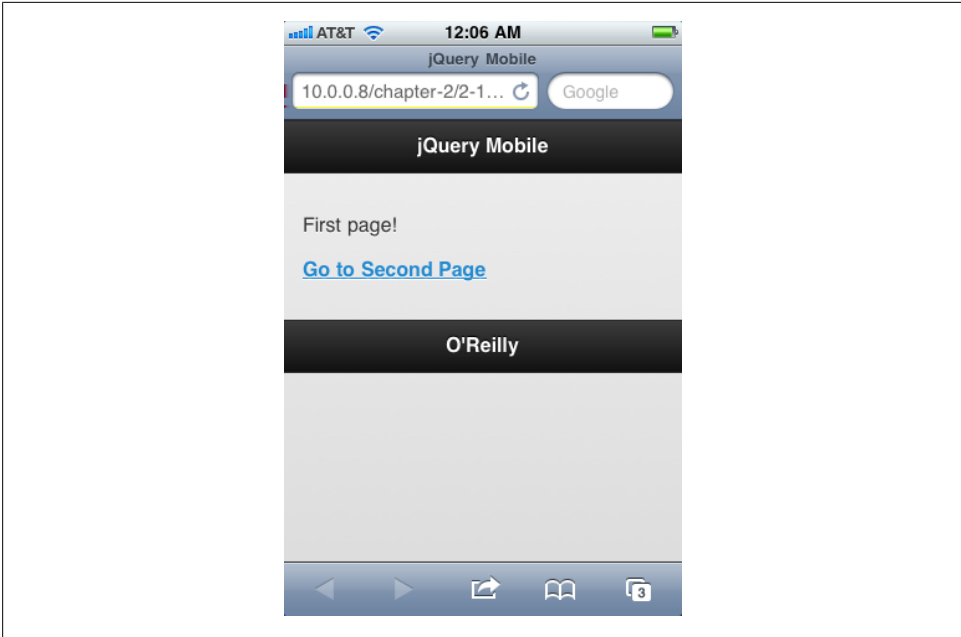 AT&T 12:06 AM
jQuery Mobile
10.0.0.8/chapter-2/2-1... Google
jQuery Mobile
First page!
Go to Second Page
O'Reilly
3